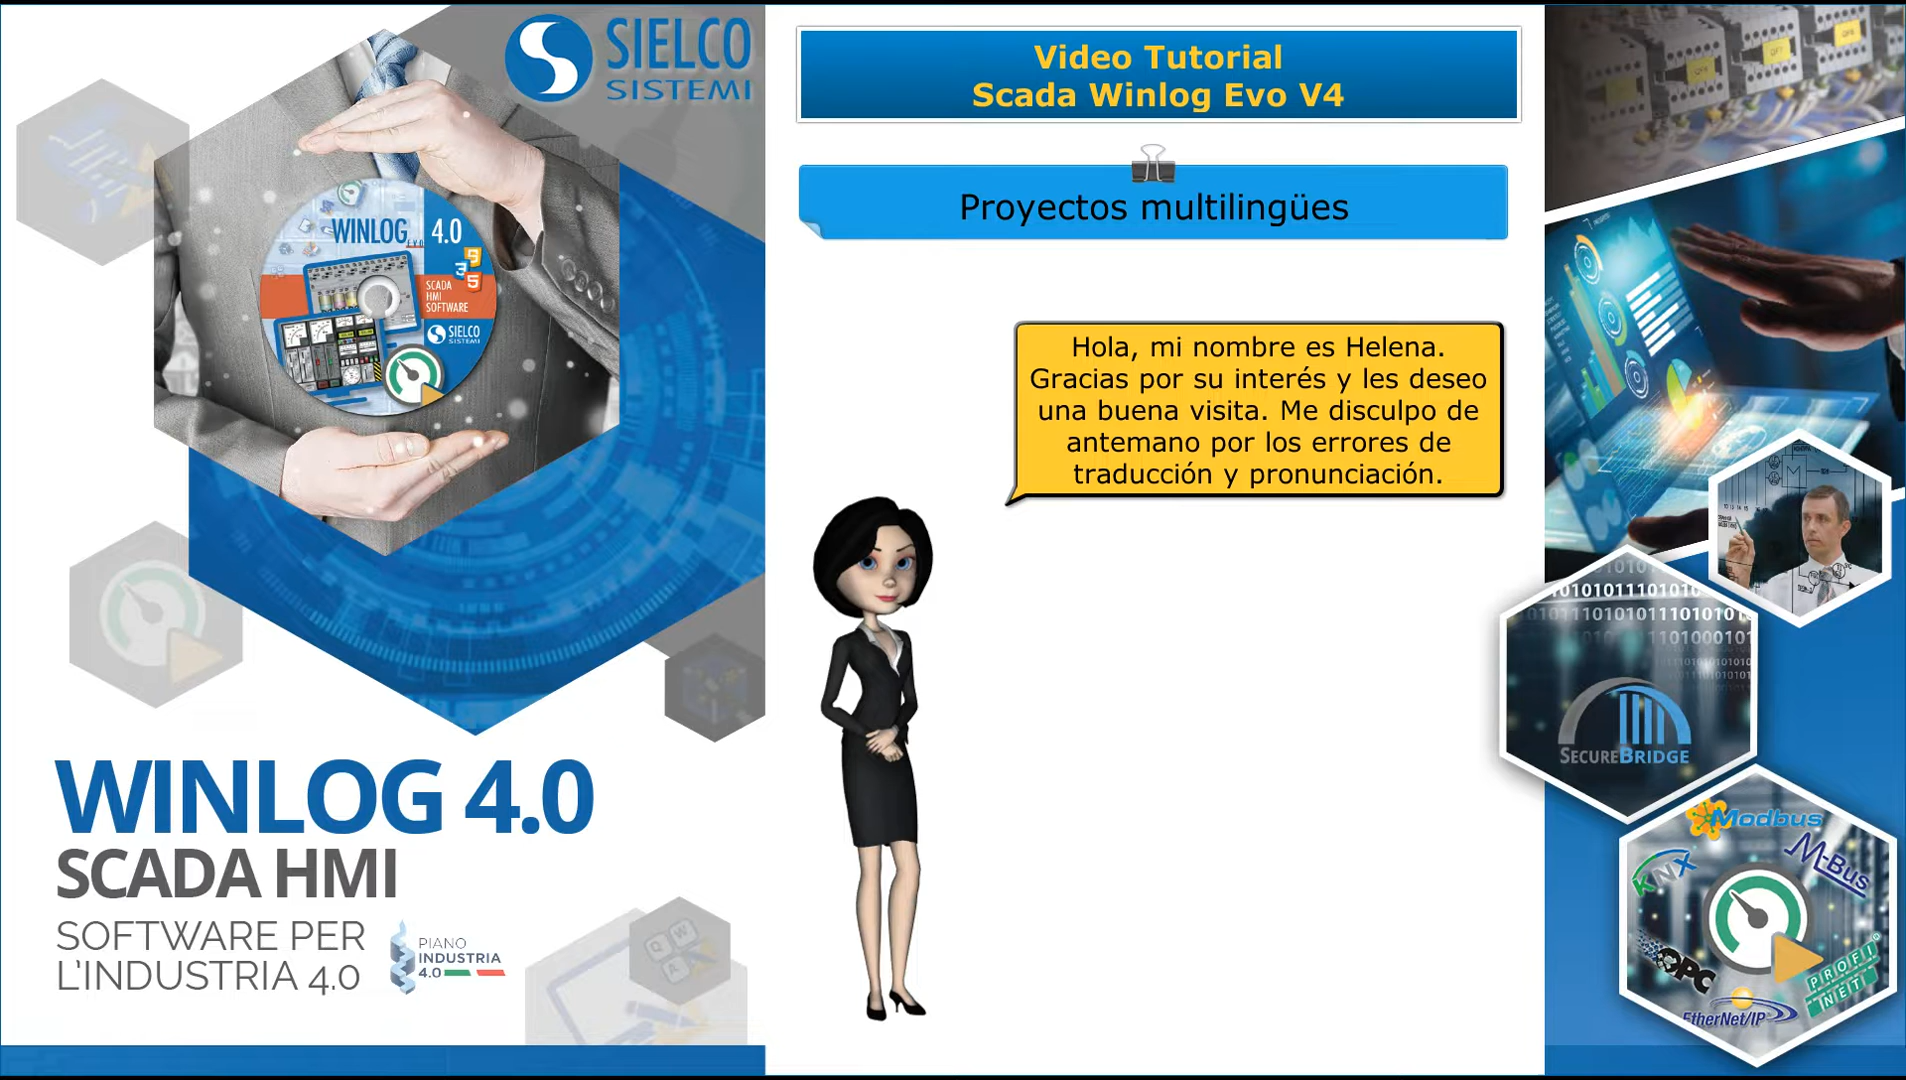 SIELCO
SISTEMI
WINLOG EVO 4.0
SCADA
HMI
SOFTWARE
SIELCO
SISTEMI
WINLOG 4.0
SCADA HMI
SOFTWARE PER
L'INDUSTRIA 4.0
PIANO
INDUSTRIA
4.0
Video Tutorial
Scada Winlog Evo V4
Proyectos multilingües
Hola, mi nombre es Helena.
Gracias por su interés y les deseo
una buena visita. Me disculpo de
antemano por los errores de
traducción y pronunciación.
SECUREBRIDGE
Modbus
M-Bus
KNX
OPC
PROFI
NET
EtherNet/IP